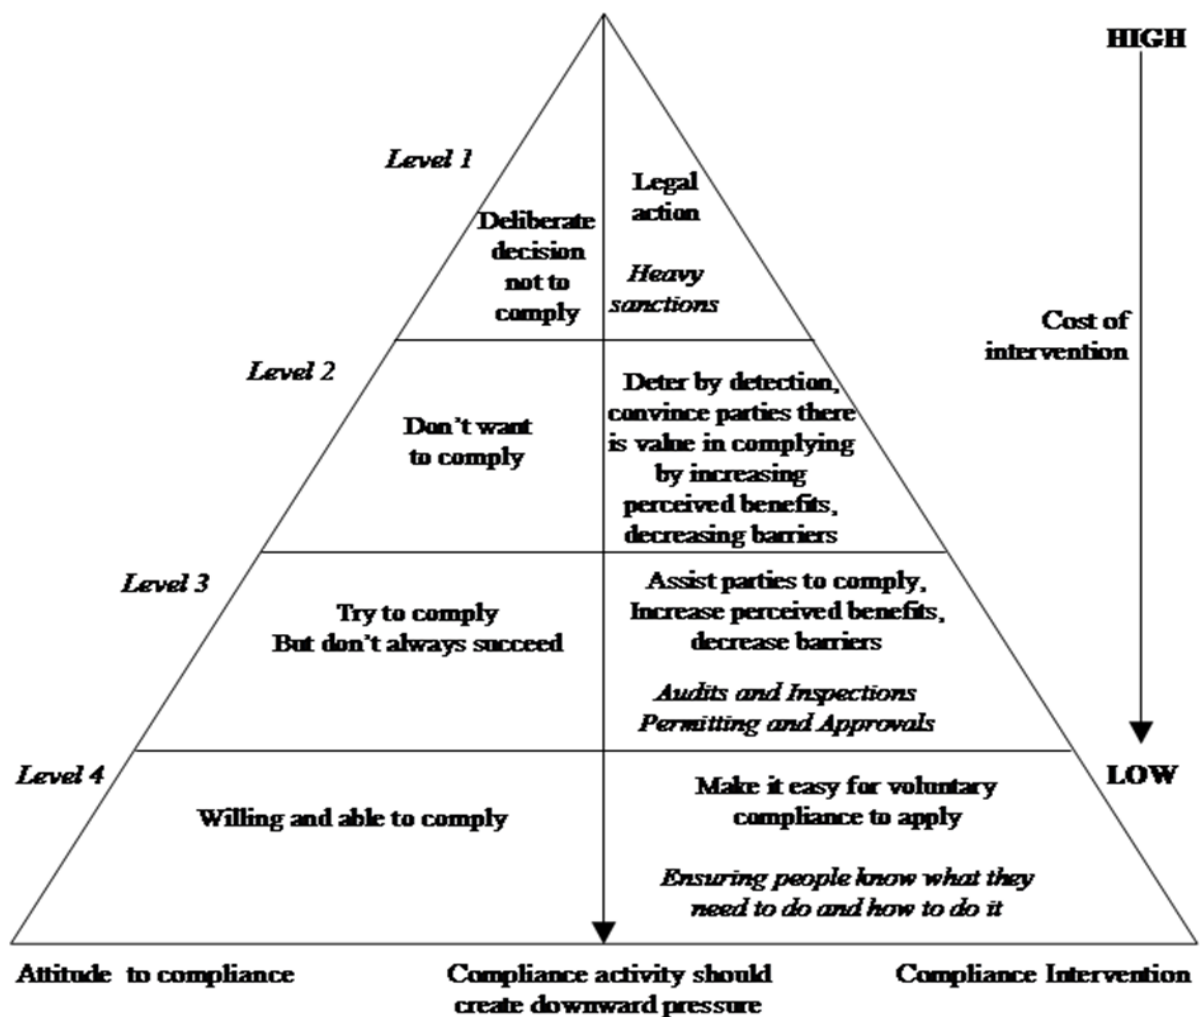 HIGH
Level 1
Legal
action
Deliberate
decision
not to
comply
Heavy
sanctions
Cost of
intervention
Level 2
Don't want
to comply
Deter by detection,
convince parties there
is value in complying
by increasing
perceived benefits,
decreasing barriers
Level 3
Try to comply
But don't always succeed
Assist parties to comply,
Increase perceived benefits,
decrease barriers
Audits and Inspections
Permitting and Approvals
LOW
Level 4
Willing and able to comply
Make it easy for voluntary
compliance to apply
Ensuring people know what they
need to do and how to do it
Attitude to compliance
Compliance activity should
create downward pressure
Compliance Intervention